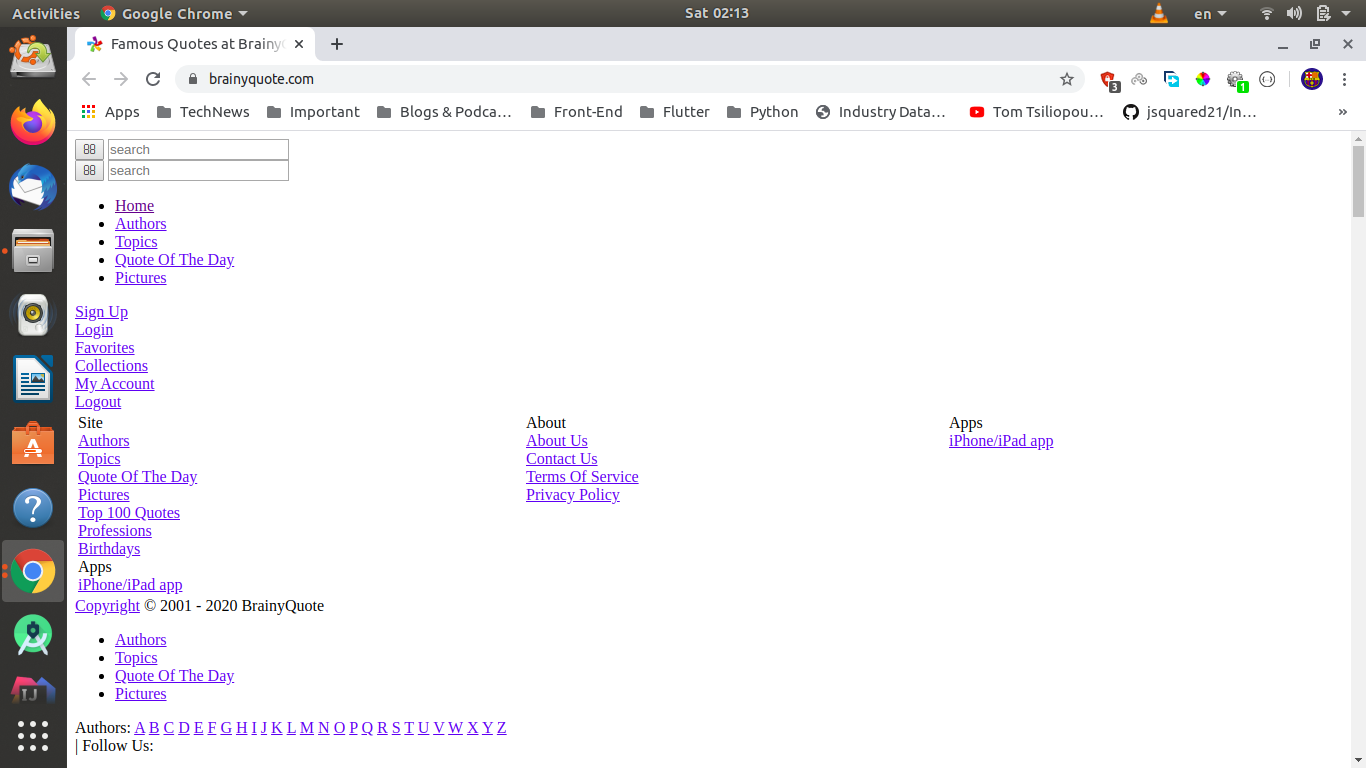 Activities Google Chrome Sat 02:13 en
Famous Quotes at Brainy
brainyquote.com 3 1
Apps TechNews Important Blogs & Podca… Front-End Flutter Python Industry Data… Tom Tsiliopou… jsquared21/In… »
search
search
Home
Authors
Topics
Quote Of The Day
Pictures
Sign Up
Login
Favorites
Collections
My Account
Logout
Site About Apps
Authors About Us iPhone/iPad app
Topics Contact Us
Quote Of The Day Terms Of Service
Pictures Privacy Policy
Top 100 Quotes
Professions
Birthdays
Apps
iPhone/iPad app
Copyright © 2001 - 2020 BrainyQuote
Authors
Topics
Quote Of The Day
Pictures
Authors: A B C D E F G H I J K L M N O P Q R S T U V W X Y Z
| Follow Us:
IJ